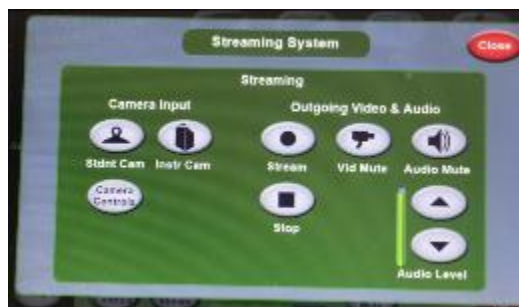 Streaming System
Close
Streaming
Camera Input
Outgoing Video & Audio
Stdnt Cam
Instr Cam
Stream
Vid Mute
Audio Mute
Camera
Controls
Stop
Audio Level